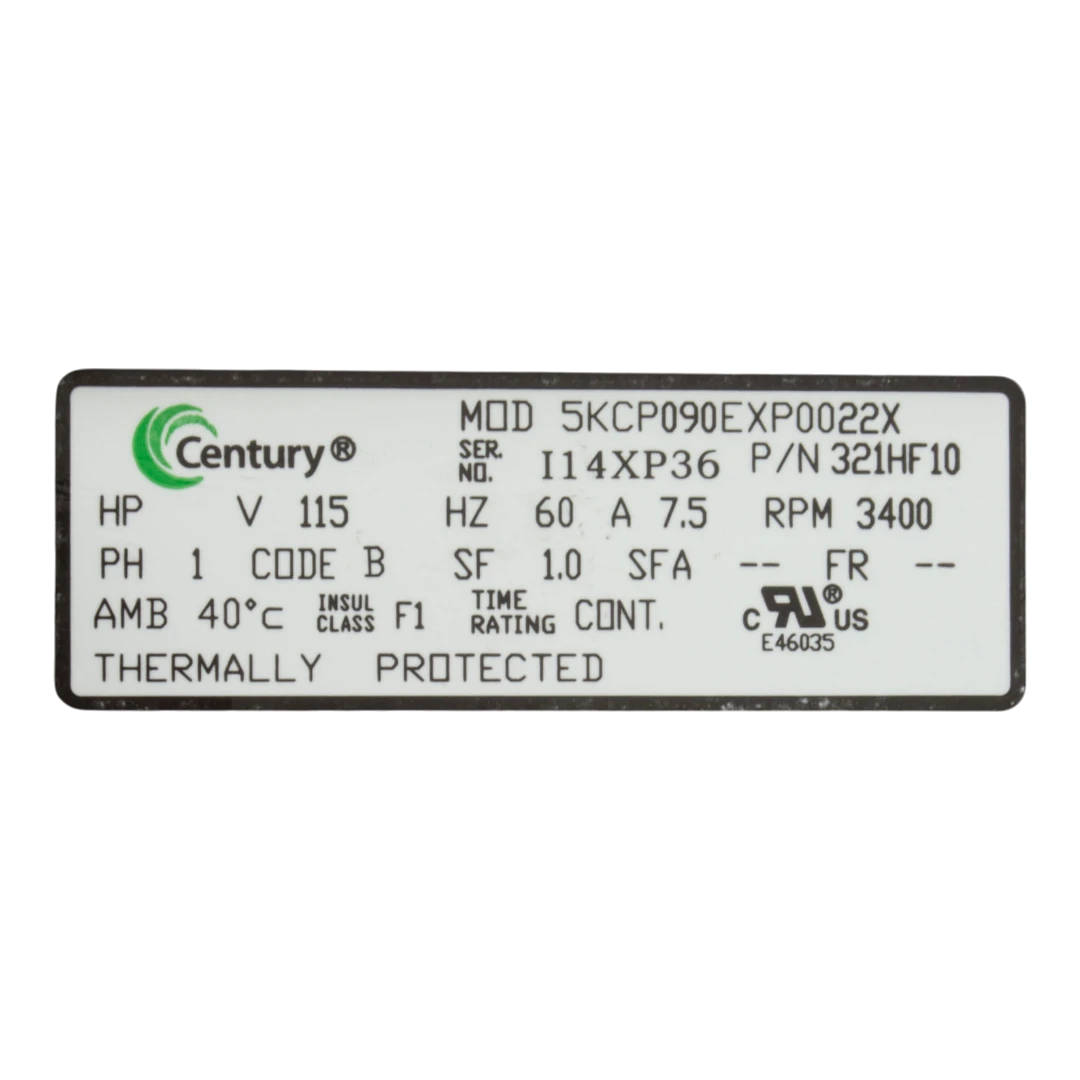 Century®
MOD 5KCP090EXP0022X
SER. NO. I14XP36 P/N 321HF10
HP V 115 HZ 60 A 7.5 RPM 3400
PH 1 CODE B SF 1.0 SFA -- FR --
AMB 40°C INSUL CLASS F1 TIME RATING CONT.
c RU® US
E46035
THERMALLY PROTECTED